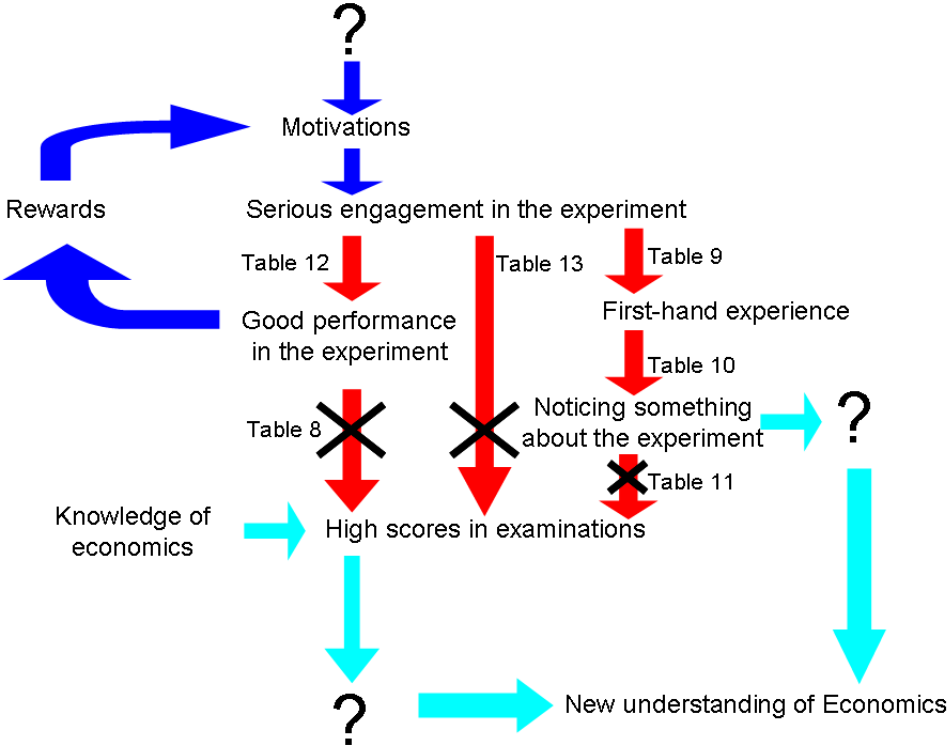 ?
Motivations
Rewards
Serious engagement in the experiment
Table 12
Table 13
Table 9
Good performance
in the experiment
First-hand experience
Table 10
Noticing something
about the experiment
?
Table 8
Table 11
Knowledge of
economics
High scores in examinations
?
New understanding of Economics